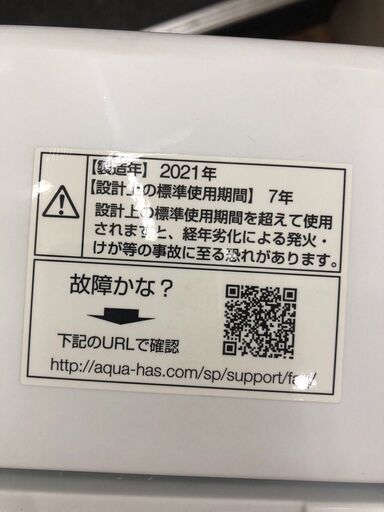 【製造年】 2021年
【設計上の標準使用期間】 7年
設計上の標準使用期間を超えて使用
されますと、経年劣化による発火・
けが等の事故に至る恐れがあります。
故障かな？
下記のURLで確認
http://aqua-has.com/sp/support/faq/